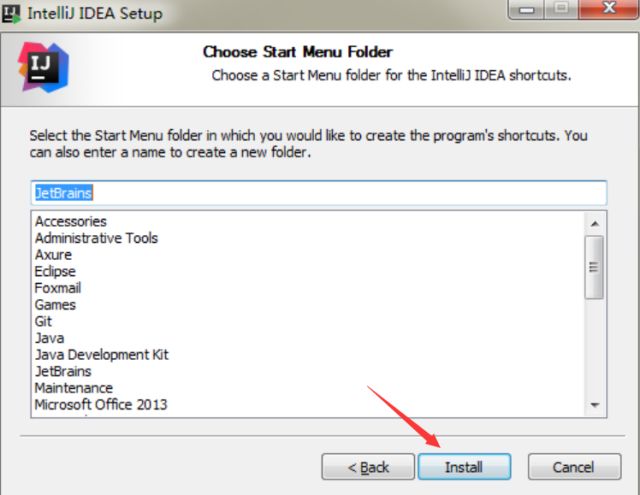 IntelliJ IDEA Setup
IJ
Choose Start Menu Folder
Choose a Start Menu folder for the IntelliJ IDEA shortcuts.
Select the Start Menu folder in which you would like to create the program's shortcuts. You
can also enter a name to create a new folder.
JetBrains
Accessories
Administrative Tools
Axure
Eclipse
Foxmail
Games
Git
Java
Java Development Kit
JetBrains
Maintenance
Microsoft Office 2013
< Back
Install
Cancel